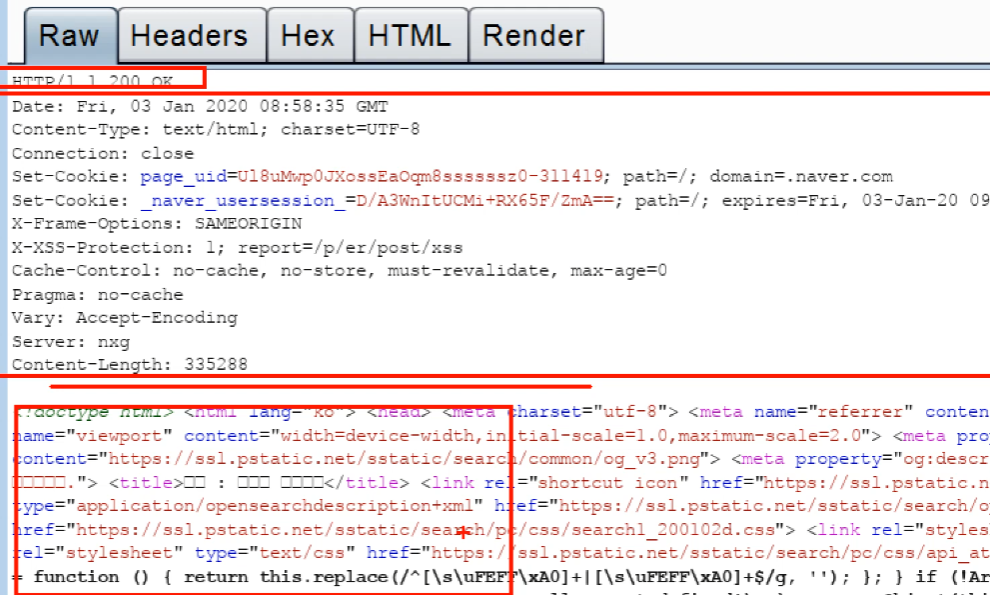 Raw Headers Hex HTML Render
HTTP/1.1 200 OK
Date: Fri, 03 Jan 2020 08:58:35 GMT
Content-Type: text/html; charset=UTF-8
Connection: close
Set-Cookie: page_uid=Ul8uMwp0JXossEaOqm8ssssssz0-311419; path=/; domain=.naver.com
Set-Cookie: _naver_usersession_=D/A3WnItUCMi+RX65F/ZmA==; path=/; expires=Fri, 03-Jan-20 09
X-Frame-Options: SAMEORIGIN
X-XSS-Protection: 1; report=/p/er/post/xss
Cache-Control: no-cache, no-store, must-revalidate, max-age=0
Pragma: no-cache
Vary: Accept-Encoding
Server: nxg
Content-Length: 335288
<!doctype html> <html lang="ko"> <head> <meta charset="utf-8"> <meta name="referrer" conten
name="viewport" content="width=device-width,initial-scale=1.0,maximum-scale=2.0"> <meta pro
content="https://ssl.pstatic.net/sstatic/search/common/og_v3.png"> <meta property="og:descr
□□□□□."> <title>□□ : □□□ □□□□</title> <link rel="shortcut icon" href="https://ssl.pstatic.n
type="application/opensearchdescription+xml" href="https://ssl.pstatic.net/sstatic/search/o
href="https://ssl.pstatic.net/sstatic/search/pc/css/search1_200102d.css"> <link rel="styles
rel="stylesheet" type="text/css" href="https://ssl.pstatic.net/sstatic/search/pc/css/api_at
= function () { return this.replace(/^[\s\uFEFF\xA0]+|[\s\uFEFF\xA0]+$/g, ''); }; } if (!Ar